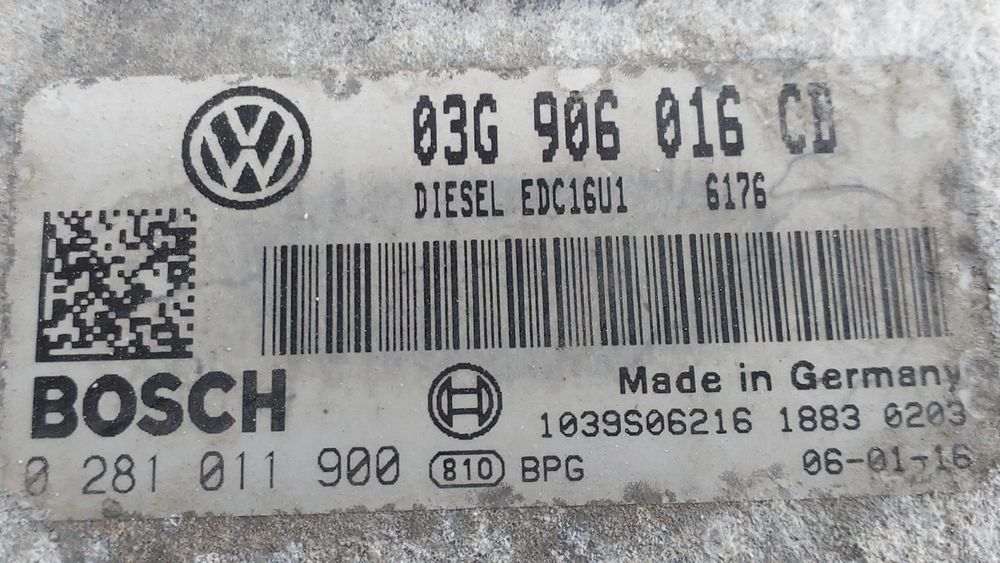 03G 906 016 CD
DIESEL EDC16U1 6176
BOSCH
Made in Germany
1039S06216 1883 0203
0 281 011 900 810 BPG 06-01-16